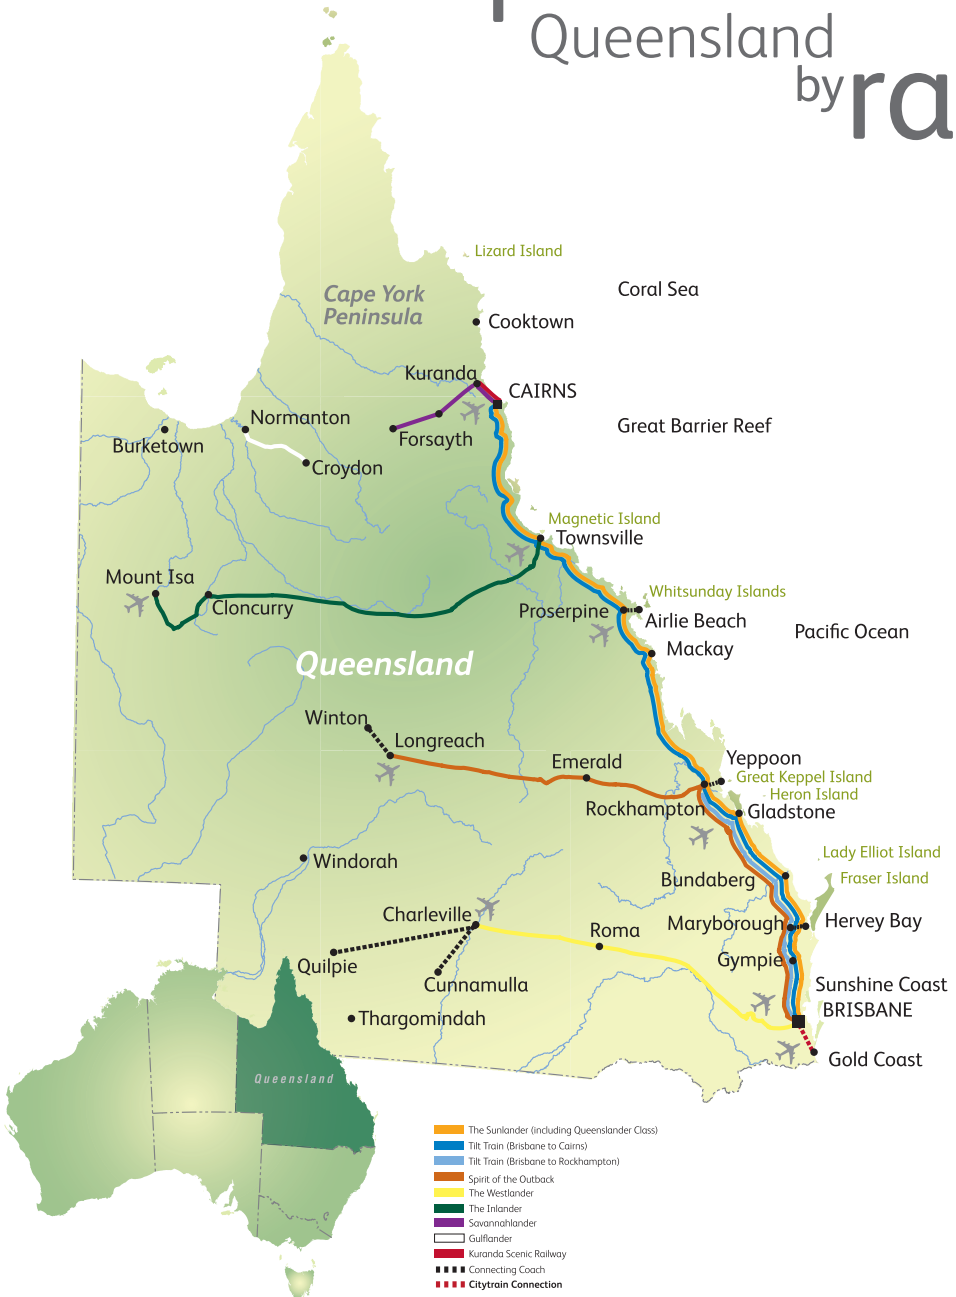 Queensland
by ra
Lizard Island
Cape York
Peninsula
Coral Sea
Cooktown
Kuranda
CAIRNS
Normanton
Great Barrier Reef
Burketown
Forsayth
Croydon
Magnetic Island
Townsville
Mount Isa
Whitsunday Islands
Cloncurry
Proserpine
Airlie Beach
Pacific Ocean
Queensland
Mackay
Winton
Longreach
Yeppoon
Emerald
Great Keppel Island
Heron Island
Rockhampton
Gladstone
Lady Elliot Island
Windorah
Bundaberg
Fraser Island
Charleville
Maryborough
Hervey Bay
Roma
Quilpie
Gympie
Cunnamulla
Sunshine Coast
BRISBANE
Thargomindah
Gold Coast
Queensland
The Sunlander (including Queenslander Class)
Tilt Train (Brisbane to Cairns)
Tilt Train (Brisbane to Rockhampton)
Spirit of the Outback
The Westlander
The Inlander
Savannahlander
Gulflander
Kuranda Scenic Railway
Connecting Coach
Citytrain Connection